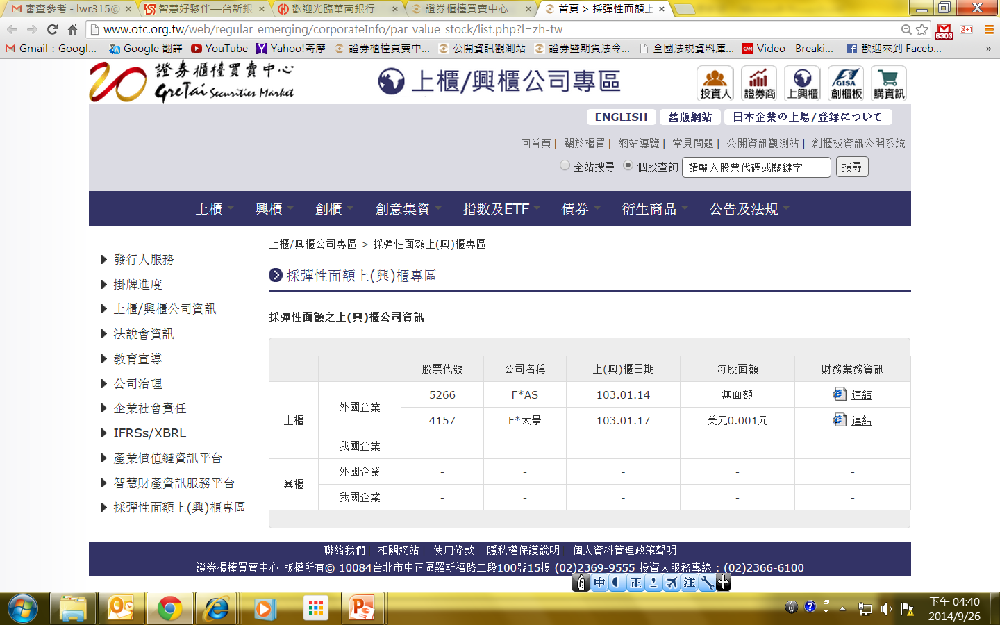 審查參考 - lwr315@
智慧好夥伴—台新銀
歡迎光臨華南銀行
證券櫃檯買賣中心
首頁 > 採彈性面額上
www.otc.org.tw/web/regular_emerging/corporateInfo/par_value_stock/list.php?l=zh-tw
6303
g+1
Gmail：Googl...
Google 翻譯
YouTube
Yahoo!奇摩
證券櫃檯買賣中...
公開資訊觀測站
證券暨期貨法令...
全國法規資料庫...
CNN
Video - Breaki...
歡迎來到 Faceb...
»
20
證券櫃檯買賣中心
GreTai Securities Market
上櫃/興櫃公司專區
投資人
證券商
上興櫃
GISA
創櫃板
購資訊
ENGLISH
舊版網站
日本企業の上場/登録について
回首頁 | 關於櫃買 | 網站導覽 | 常見問題 | 公開資訊觀測站 | 創櫃板資訊公開系統
全站搜尋 個股查詢 請輸入股票代碼或關鍵字 搜尋
上櫃 興櫃 創櫃 創意集資 指數及ETF 債券 衍生商品 公告及法規
上櫃/興櫃公司專區 > 採彈性面額上(興)櫃專區
發行人服務
掛牌進度
上櫃/興櫃公司資訊
法說會資訊
教育宣導
公司治理
企業社會責任
IFRSs/XBRL
產業價值鏈資訊平台
智慧財產資訊服務平台
採彈性面額上(興)櫃專區
採彈性面額上(興)櫃專區
採彈性面額之上(興)櫃公司資訊
股票代號 公司名稱 上(興)櫃日期 每股面額 財務業務資訊
上櫃 外國企業 5266 F*AS 103.01.14 無面額 連結
4157 F*太景 103.01.17 美元0.001元 連結
我國企業 - - - - -
興櫃 外國企業 - - - - -
我國企業 - - - - -
聯絡我們 | 相關網站 | 使用條款 | 隱私權保護說明 | 個人資料管理政策聲明
證券櫃檯買賣中心 版權所有© 10084台北市中正區羅斯福路二段100號15樓 (02)2369-9555 投資人服務專線：(02)2366-6100
中 正 注
下午 04:40
2014/9/26